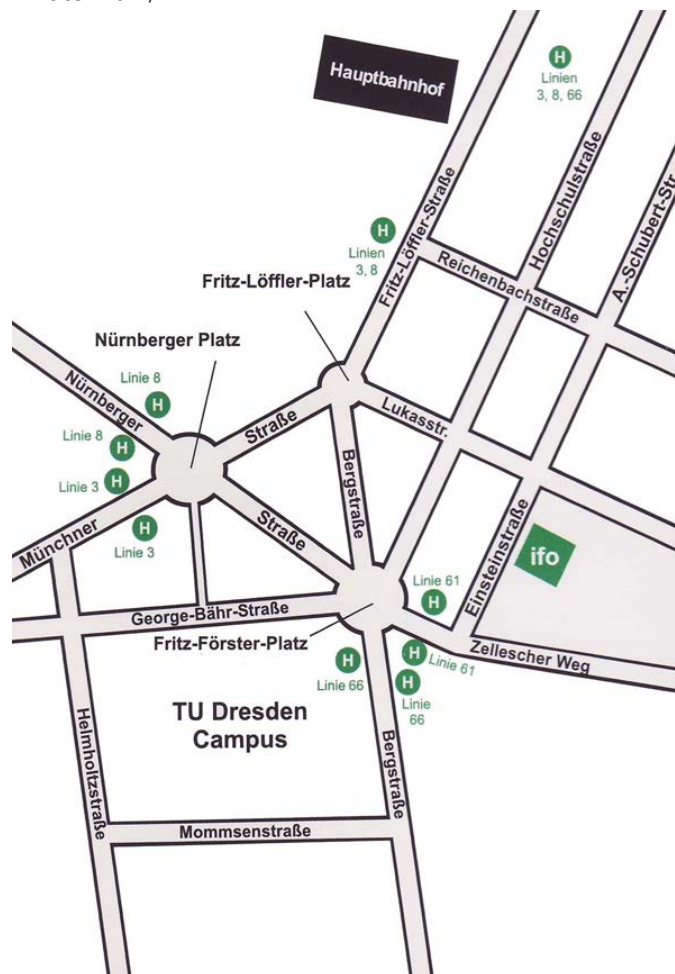 Hauptbahnhof
H
Linien
3, 8, 66
Hochschulstraße
A.-Schubert-Str.
Fritz-Löffler-Straße
H
Linien
3, 8
Reichenbachstraße
Fritz-Löffler-Platz
Nürnberger Platz
Nürnberger
Linie 8
H
Straße
Lukasstr.
Linie 8
H
Linie 3
H
Bergstraße
Münchner
H
Linie 3
Straße
Einsteinstraße
ifo
Linie 61
H
George-Bähr-Straße
Fritz-Förster-Platz
Zellescher Weg
H
Linie 61
H
Linie 66
H
Linie
66
TU Dresden
Campus
Helmholtzstraße
Bergstraße
Mommsenstraße